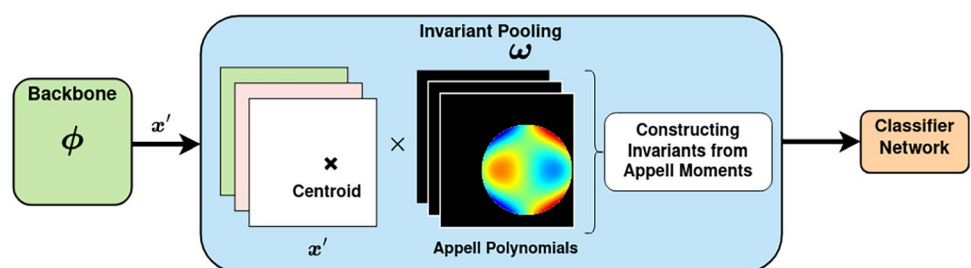 Invariant Pooling
ω
Backbone
ϕ
x′
Centroid
x′
×
Appell Polynomials
Constructing
Invariants from
Appell Moments
Classifier
Network